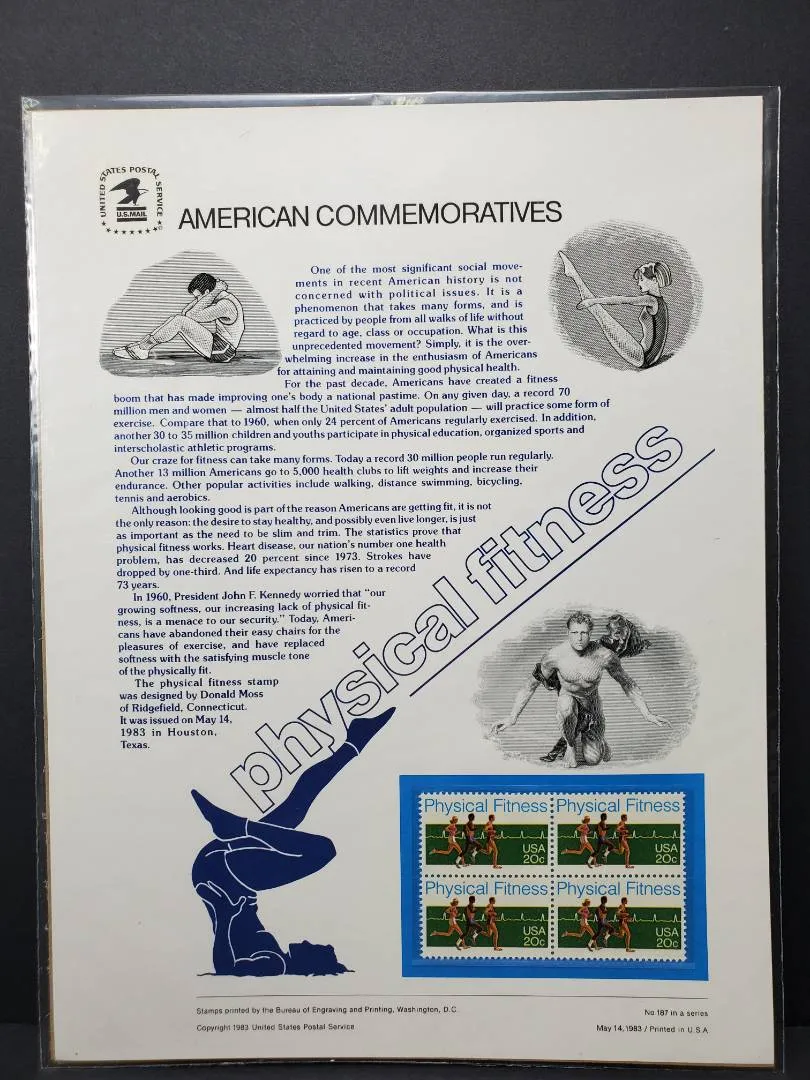 UNITED STATES POSTAL SERVICE
U.S.MAIL
AMERICAN COMMEMORATIVES
One of the most significant social move-
ments in recent American history is not
concerned with political issues. It is a
phenomenon that takes many forms, and is
practiced by people from all walks of life without
regard to age, class or occupation. What is this
unprecedented movement? Simply, it is the over-
whelming increase in the enthusiasm of Americans
for attaining and maintaining good physical health.
For the past decade, Americans have created a fitness
boom that has made improving one's body a national pastime. On any given day, a record 70
million men and women — almost half the United States' adult population — will practice some form of
exercise. Compare that to 1960, when only 24 percent of Americans regularly exercised. In addition,
another 30 to 35 million children and youths participate in physical education, organized sports and
interscholastic athletic programs.
Our craze for fitness can take many forms. Today a record 30 million people run regularly.
Another 13 million Americans go to 5,000 health clubs to lift weights and increase their
endurance. Other popular activities include walking, distance swimming, bicycling,
tennis and aerobics.
Although looking good is part of the reason Americans are getting fit, it is not
the only reason: the desire to stay healthy, and possibly even live longer, is just
as important as the need to be slim and trim. The statistics prove that
physical fitness works. Heart disease, our nation's number one health
problem, has decreased 20 percent since 1973. Strokes have
dropped by one-third. And life expectancy has risen to a record
73 years.
In 1960, President John F. Kennedy worried that "our
growing softness, our increasing lack of physical fit-
ness, is a menace to our security." Today, Ameri-
cans have abandoned their easy chairs for the
pleasures of exercise, and have replaced
softness with the satisfying muscle tone
of the physically fit.
The physical fitness stamp
was designed by Donald Moss
of Ridgefield, Connecticut.
It was issued on May 14,
1983 in Houston,
Texas.
physical fitness
Physical Fitness
USA
20c
Physical Fitness
USA
20c
Physical Fitness
USA
20c
Physical Fitness
USA
20c
Stamps printed by the Bureau of Engraving and Printing, Washington, D.C.
No. 187 in a series
Copyright 1983 United States Postal Service
May 14, 1983 / Printed in U.S.A